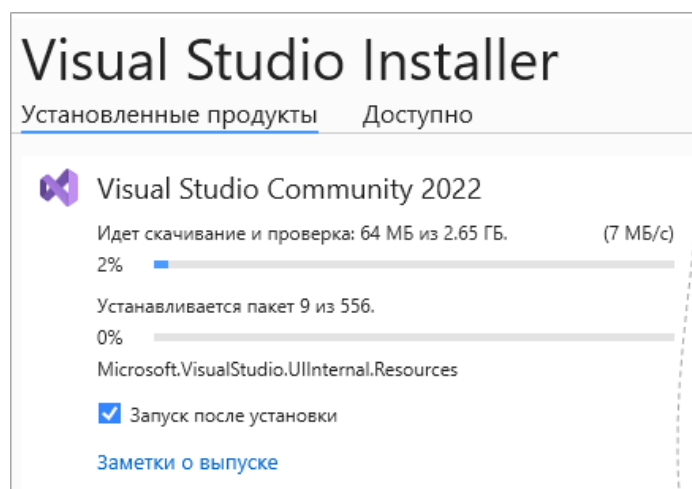 Visual Studio Installer
Установленные продукты Доступно
Visual Studio Community 2022
Идет скачивание и проверка: 64 МБ из 2.65 ГБ. (7 МБ/с)
2%
Устанавливается пакет 9 из 556.
0%
Microsoft.VisualStudio.UIInternal.Resources
Запуск после установки
Заметки о выпуске